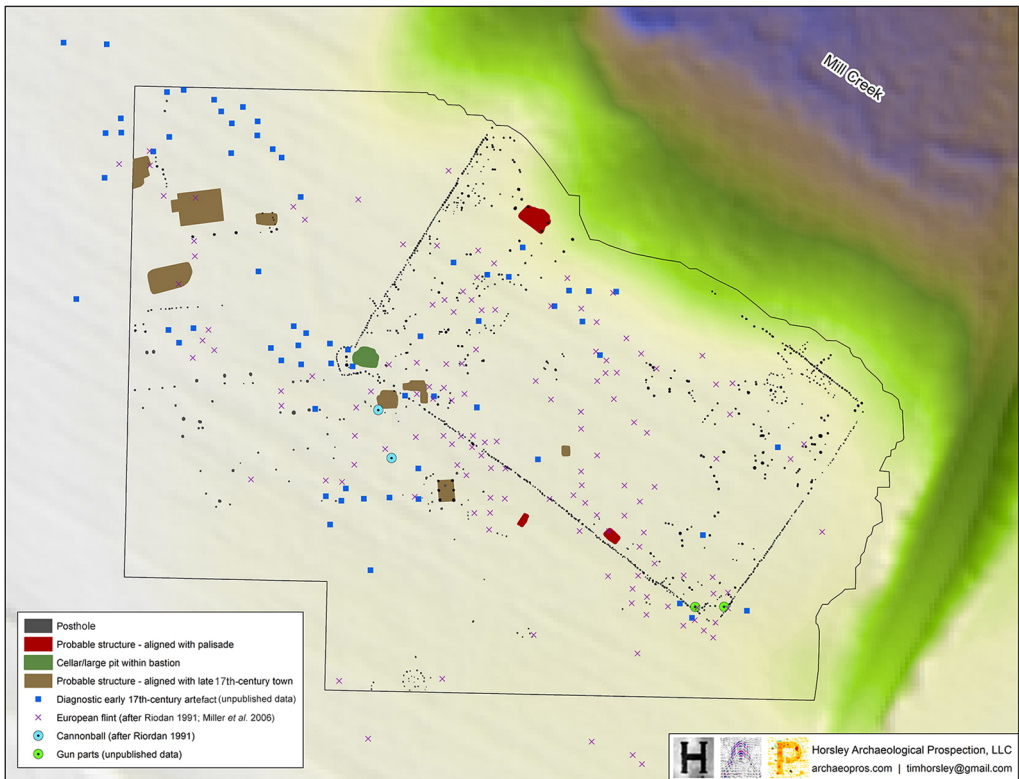 Mill Creek
Posthole
Probable structure - aligned with palisade
Cellar/large pit within bastion
Probable structure - aligned with late 17th-century town
Diagnostic early 17th-century artefact (unpublished data)
European flint (after Riodan 1991; Miller et al. 2006)
Cannonball (after Riordan 1991)
Gun parts (unpublished data)
H P Horsley Archaeological Prospection, LLC
archaeopros.com | timhorsley@gmail.com